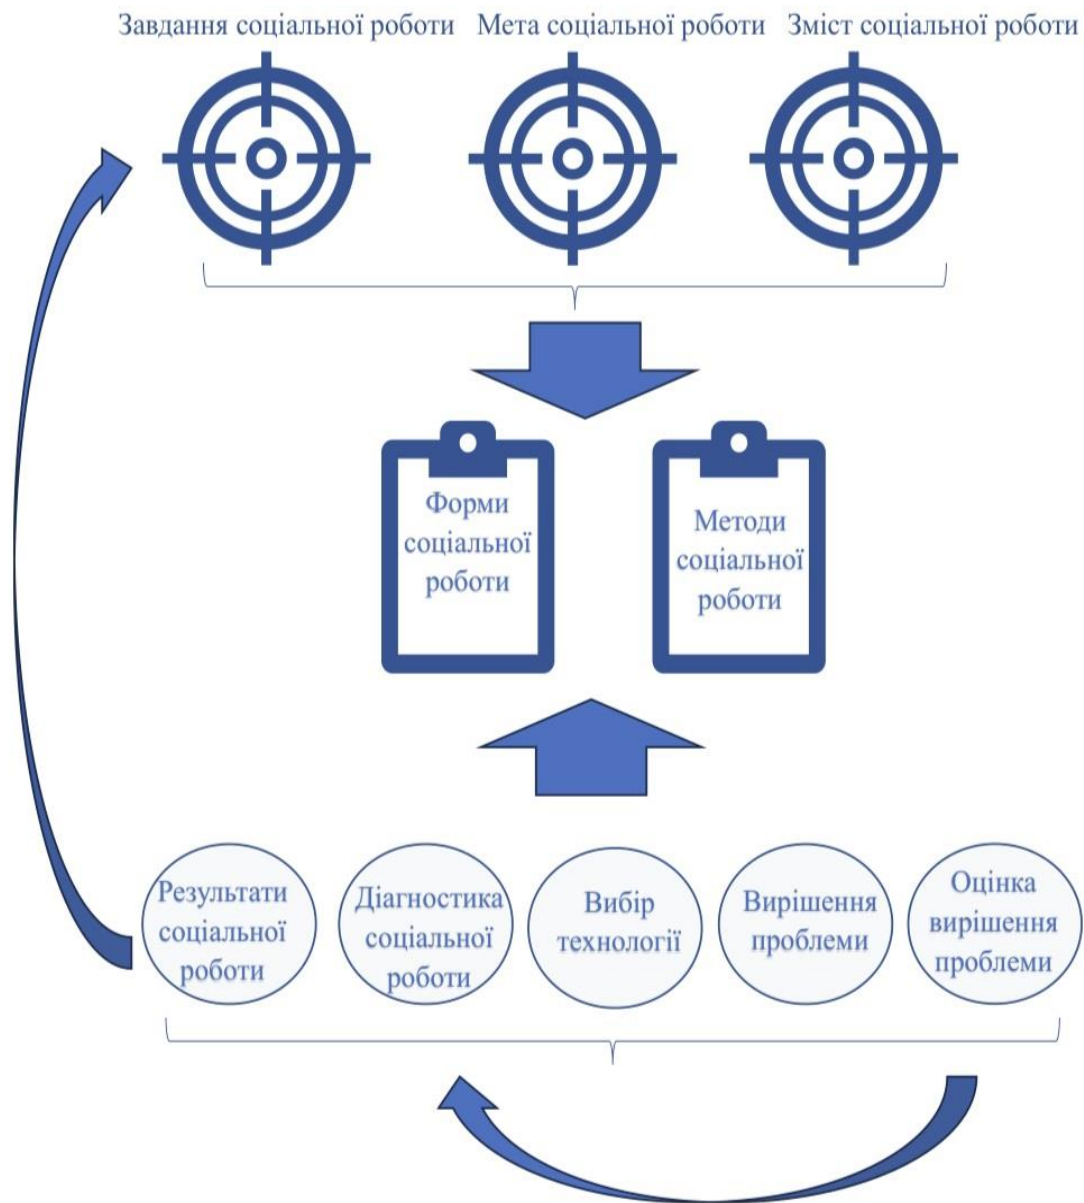 Завдання соціальної роботи
Мета соціальної роботи
Зміст соціальної роботи
Форми
соціальної
роботи
Методи
соціальної
роботи
Результати
соціальної
роботи
Діагностика
соціальної
роботи
Вибір
технології
Вирішення
проблеми
Оцінка
вирішення
проблеми